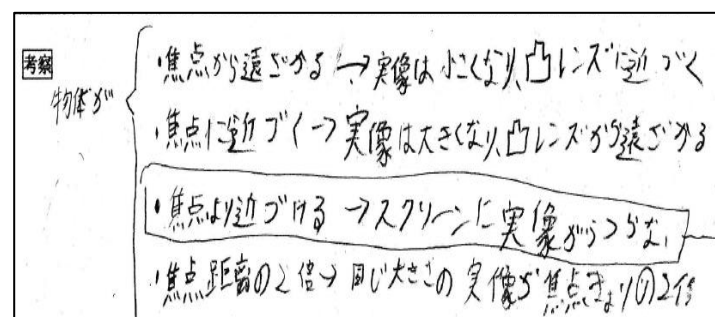 考察
物体が
・焦点から遠ざかる→実像は小さくなり、凸レンズに近づく
・焦点に近づく→実像は大きくなり、凸レンズから遠ざかる
・焦点より近づける→スクリーンに実像がうつらない
・焦点距離の2倍→同じ大きさの実像が焦点きょりの2倍